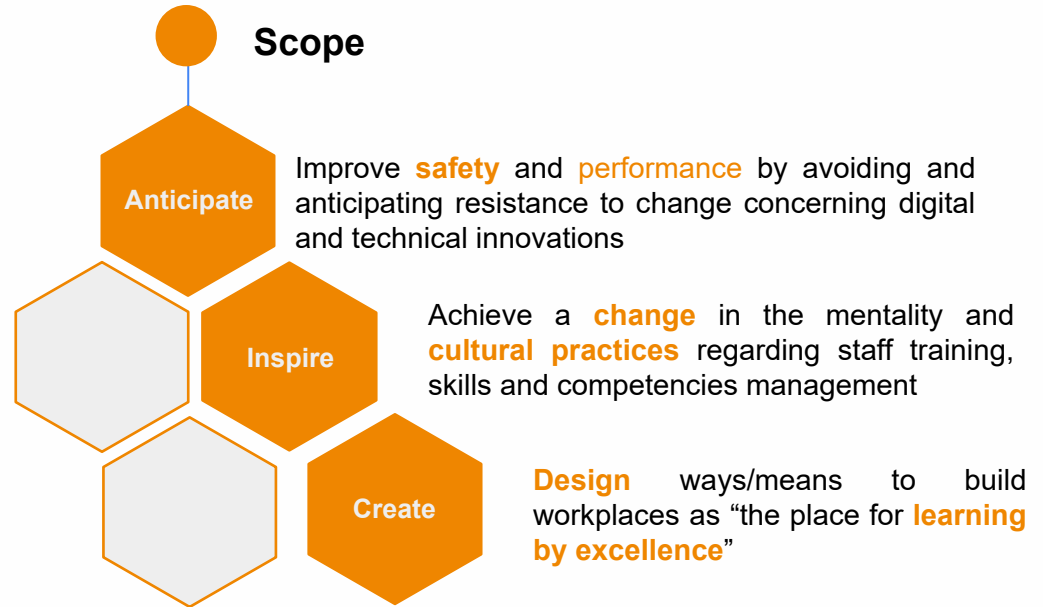 Scope
Anticipate
Improve safety and performance by avoiding and
anticipating resistance to change concerning digital
and technical innovations
Inspire
Achieve a change in the mentality and
cultural practices regarding staff training,
skills and competencies management
Create
Design ways/means to build
workplaces as “the place for learning
by excellence”